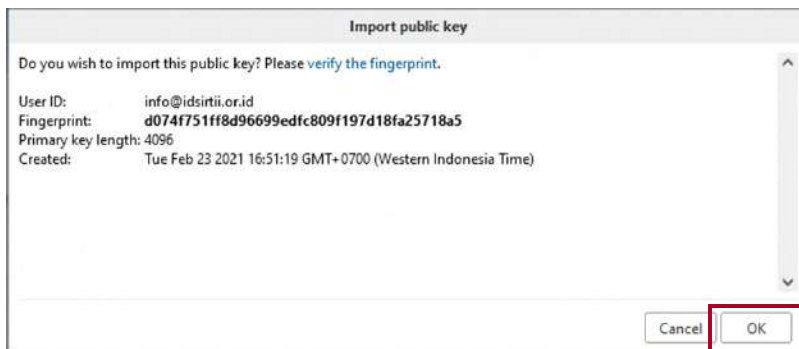 Import public key
Do you wish to import this public key? Please verify the fingerprint.
User ID: info@idsirtii.or.id
Fingerprint: d074f751ff8d96699edfc809f197d18fa25718a5
Primary key length: 4096
Created: Tue Feb 23 2021 16:51:19 GMT+0700 (Western Indonesia Time)
Cancel OK